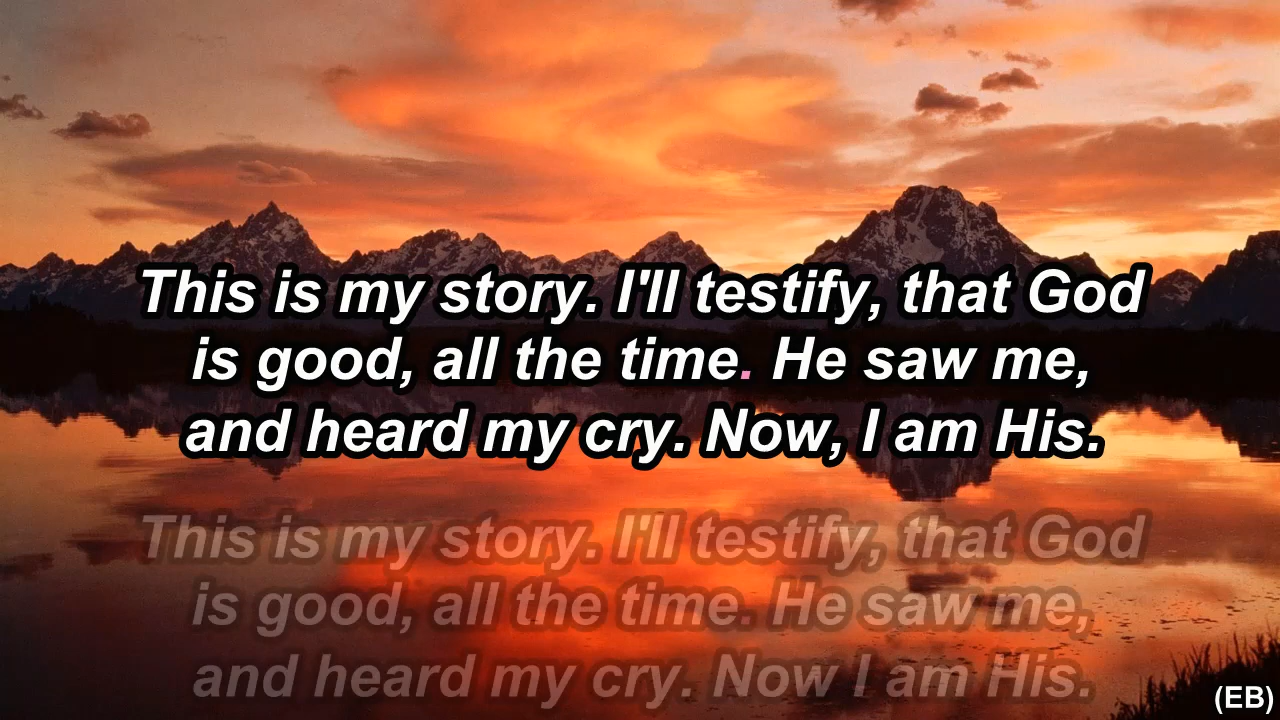 This is my story. I'll testify, that God
is good, all the time. He saw me,
and heard my cry. Now, I am His.
This is my story. I'll testify, that God
is good, all the time. He saw me,
and heard my cry. Now I am His.
(EB)